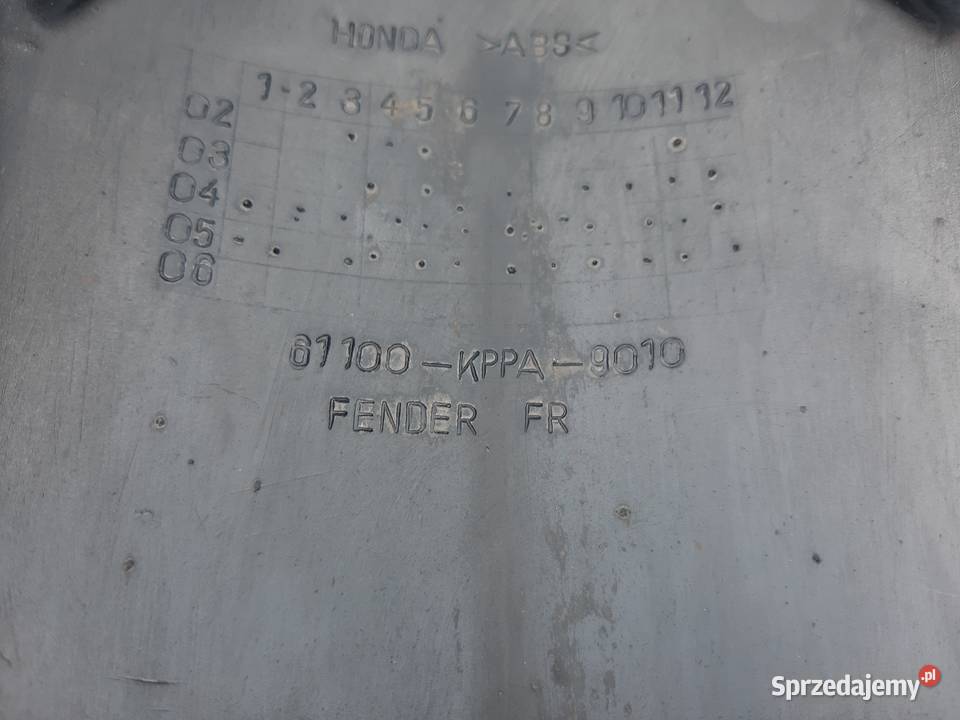 HONDA >ABS<
1-2 3 4 5 6 7 8 9 10 11 12
02
03
04
05
06
61100-KPPA-9010
FENDER FR
Sprzedajemy.pl